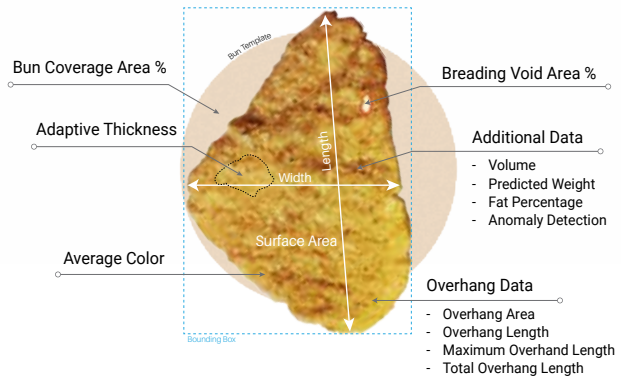 Bun Template
Bun Coverage Area %
Breading Void Area %
Adaptive Thickness
Length
Additional Data
- Volume
- Predicted Weight
- Fat Percentage
- Anomaly Detection
Width
Surface Area
Average Color
Overhang Data
- Overhang Area
- Overhang Length
- Maximum Overhand Length
- Total Overhang Length
Bounding Box